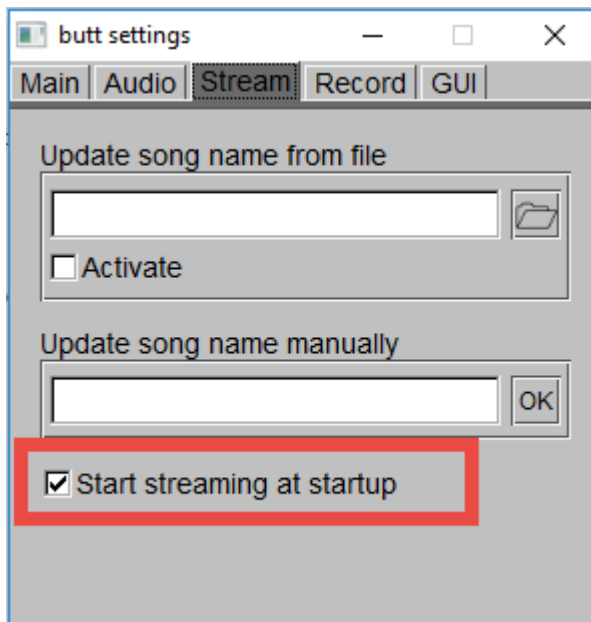 butt settings
Main Audio Stream Record GUI
Update song name from file
Activate
Update song name manually
OK
Start streaming at startup